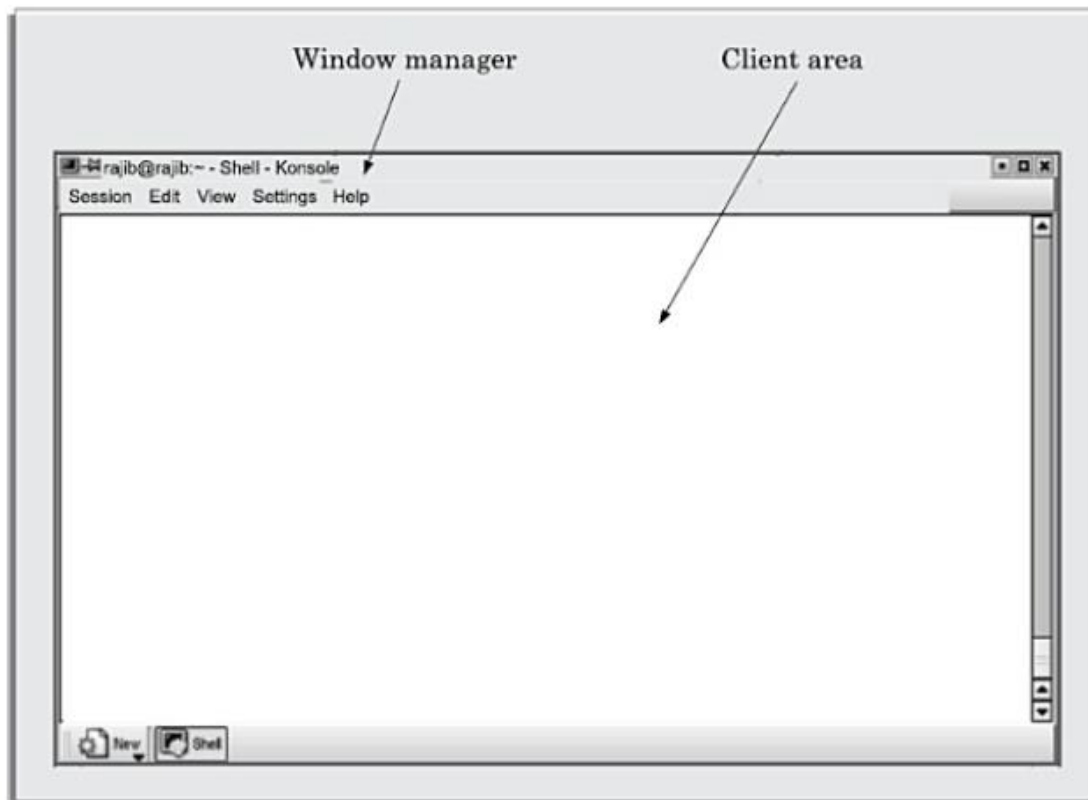 Window manager
Client area
rajib@rajib:~ - Shell - Konsole
Session Edit View Settings Help
New
Shell